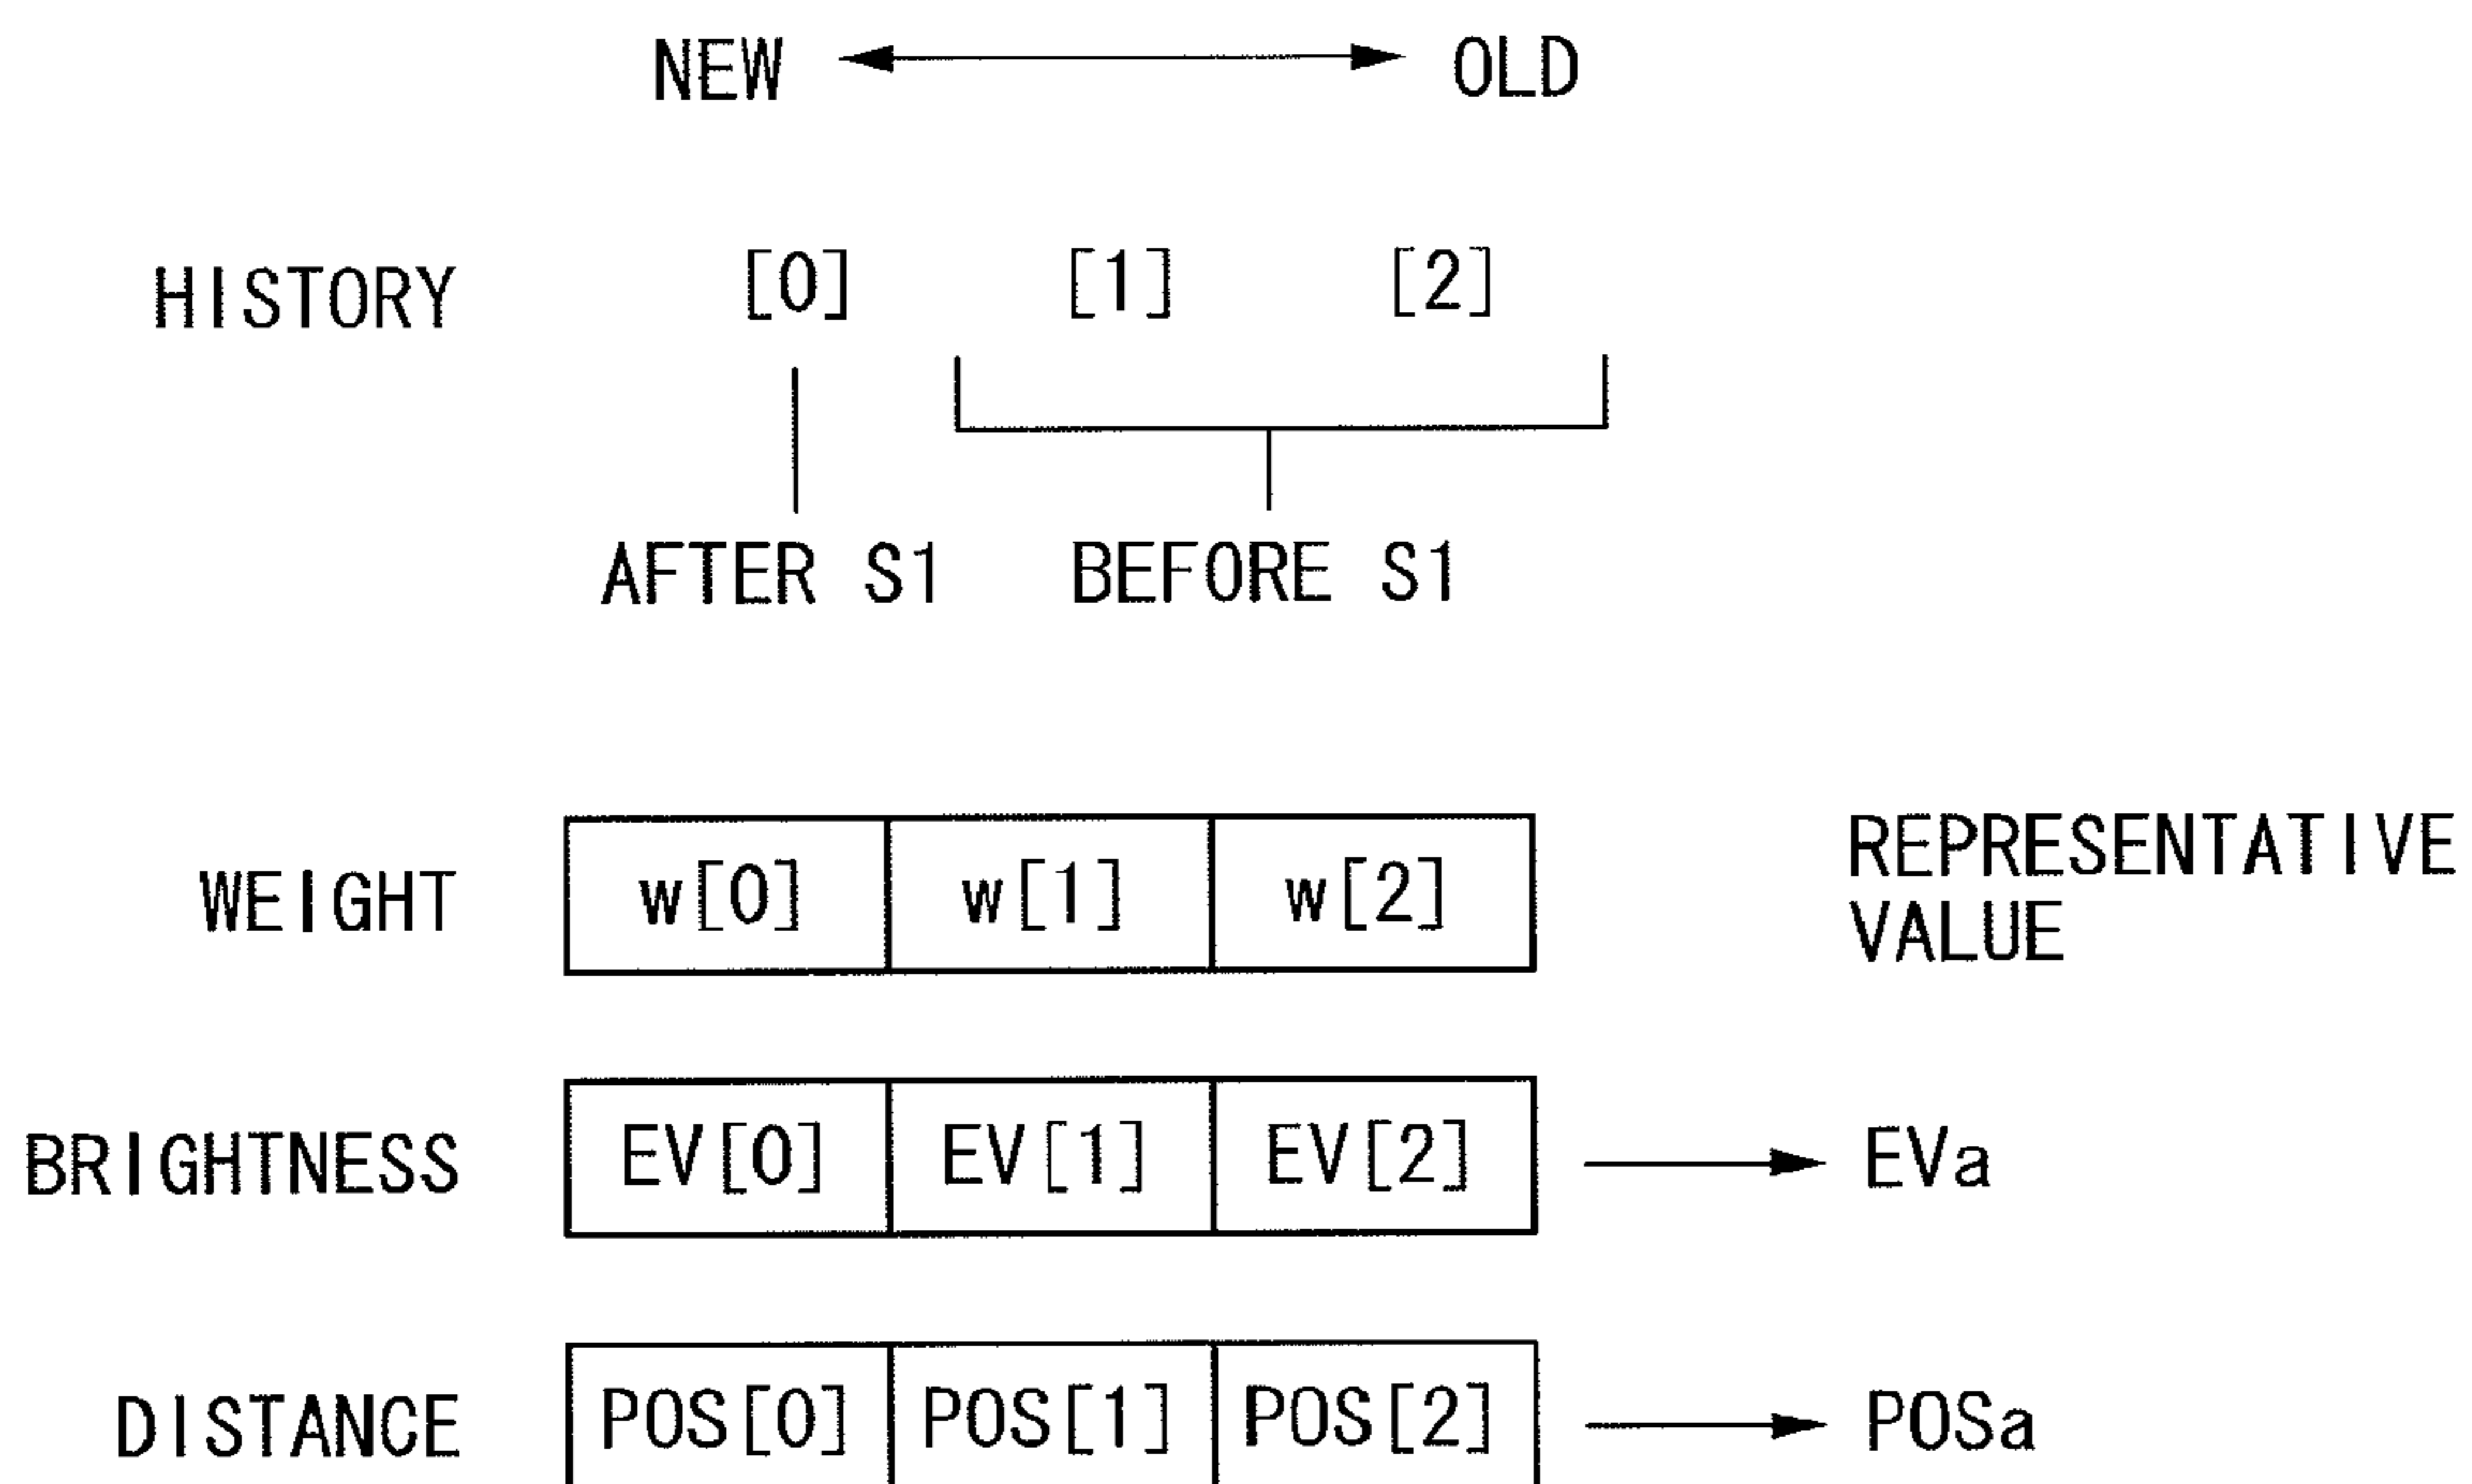 NEW OLD
HISTORY [0] [1] [2]
AFTER S1 BEFORE S1
WEIGHT w[0] w[1] w[2] REPRESENTATIVE
VALUE
BRIGHTNESS EV[0] EV[1] EV[2] EVa
DISTANCE POS[0] POS[1] POS[2] POSa